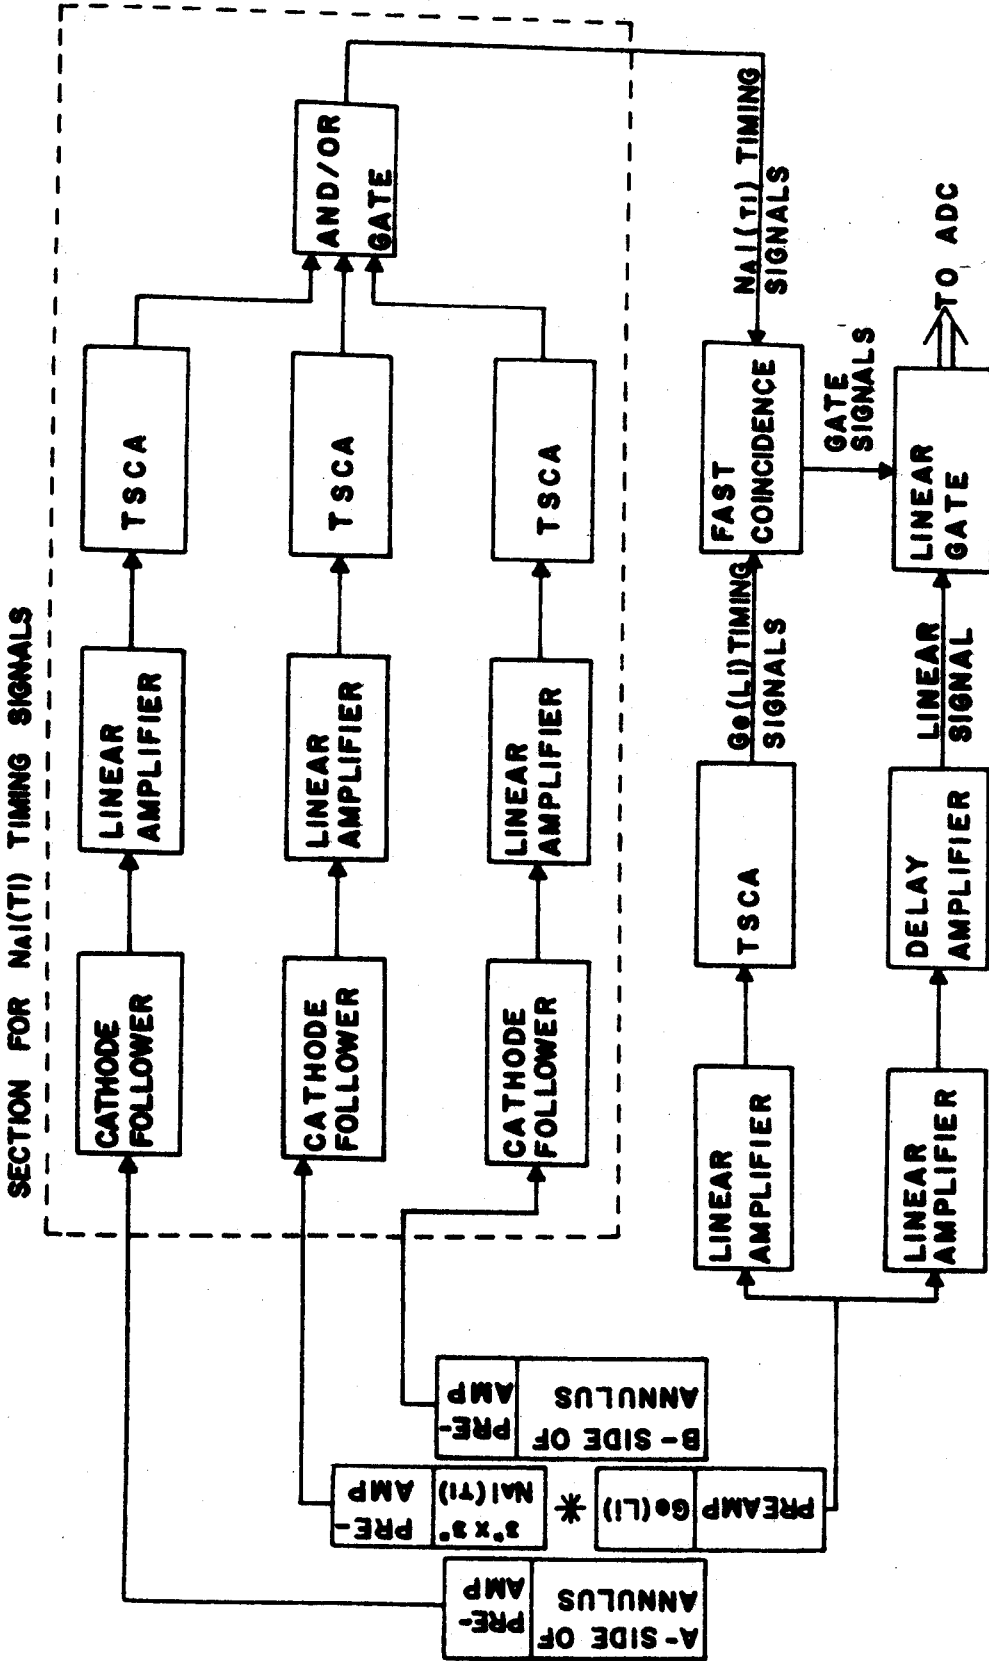 SECTION FOR NAI(TI) TIMING SIGNALS
CATHODE
FOLLOWER
LINEAR
AMPLIFIER
TSCA
CATHODE
FOLLOWER
LINEAR
AMPLIFIER
TSCA
AND/OR
GATE
CATHODE
FOLLOWER
LINEAR
AMPLIFIER
TSCA
A-SIDE OF
ANNULUS
PRE-
AMP
3" X 3"
NAI(TI)
PRE-
AMP
B-SIDE OF
ANNULUS
PRE-
AMP
Ge(Li)
PREAMP
LINEAR
AMPLIFIER
TSCA
Ge(LI) TIMING
SIGNALS
FAST
COINCIDENCE
NAI(TI) TIMING
SIGNALS
LINEAR
AMPLIFIER
DELAY
AMPLIFIER
LINEAR
SIGNAL
LINEAR
GATE
GATE
SIGNALS
TO ADC